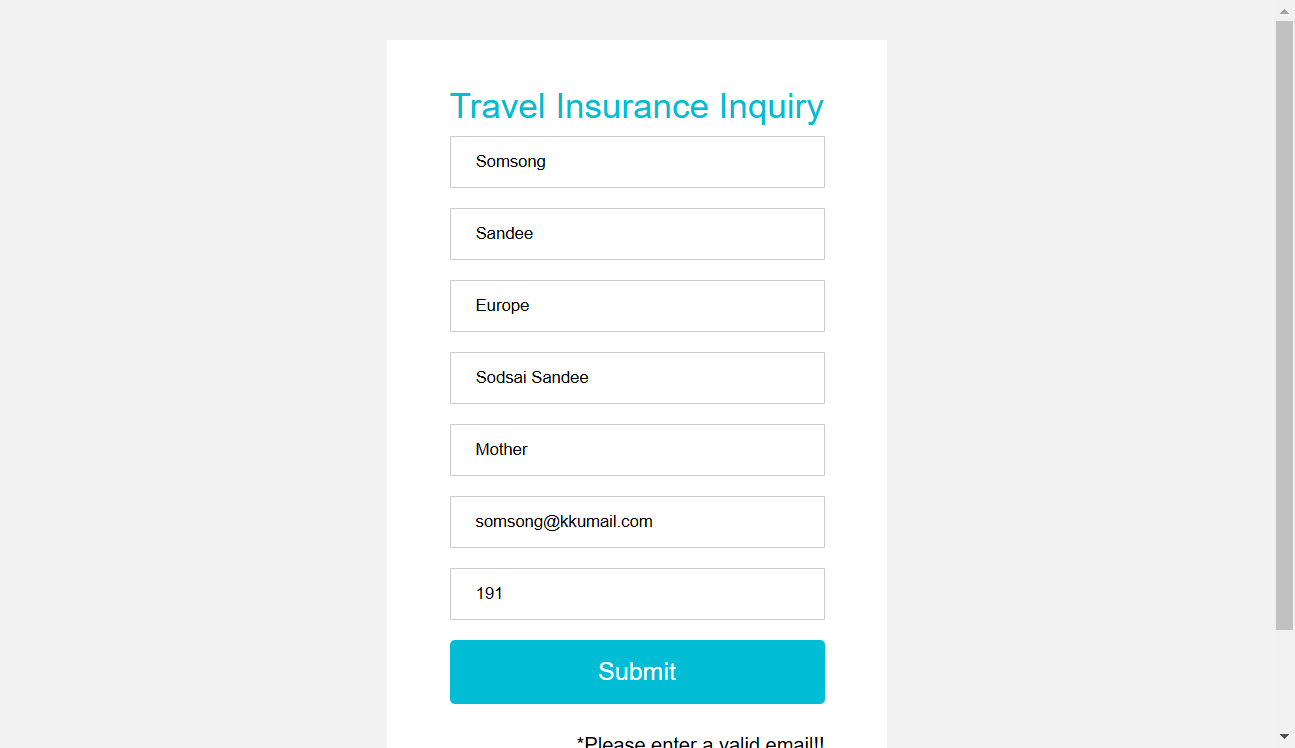 Travel Insurance Inquiry
Somsong
Sandee
Europe
Sodsai Sandee
Mother
somsong@kkumail.com
191
Submit
*Please enter a valid email!!